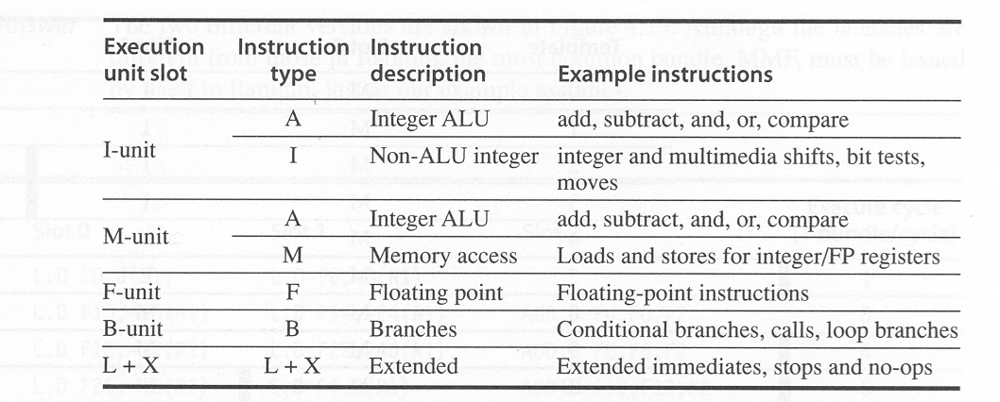 Execution Instruction Instruction
unit slot type description Example instructions
A Integer ALU add, subtract, and, or, compare
I-unit
I Non-ALU integer integer and multimedia shifts, bit tests,
moves
A Integer ALU add, subtract, and, or, compare
M-unit
M Memory access Loads and stores for integer/FP registers
F-unit F Floating point Floating-point instructions
B-unit B Branches Conditional branches, calls, loop branches
L + X L + X Extended Extended immediates, stops and no-ops